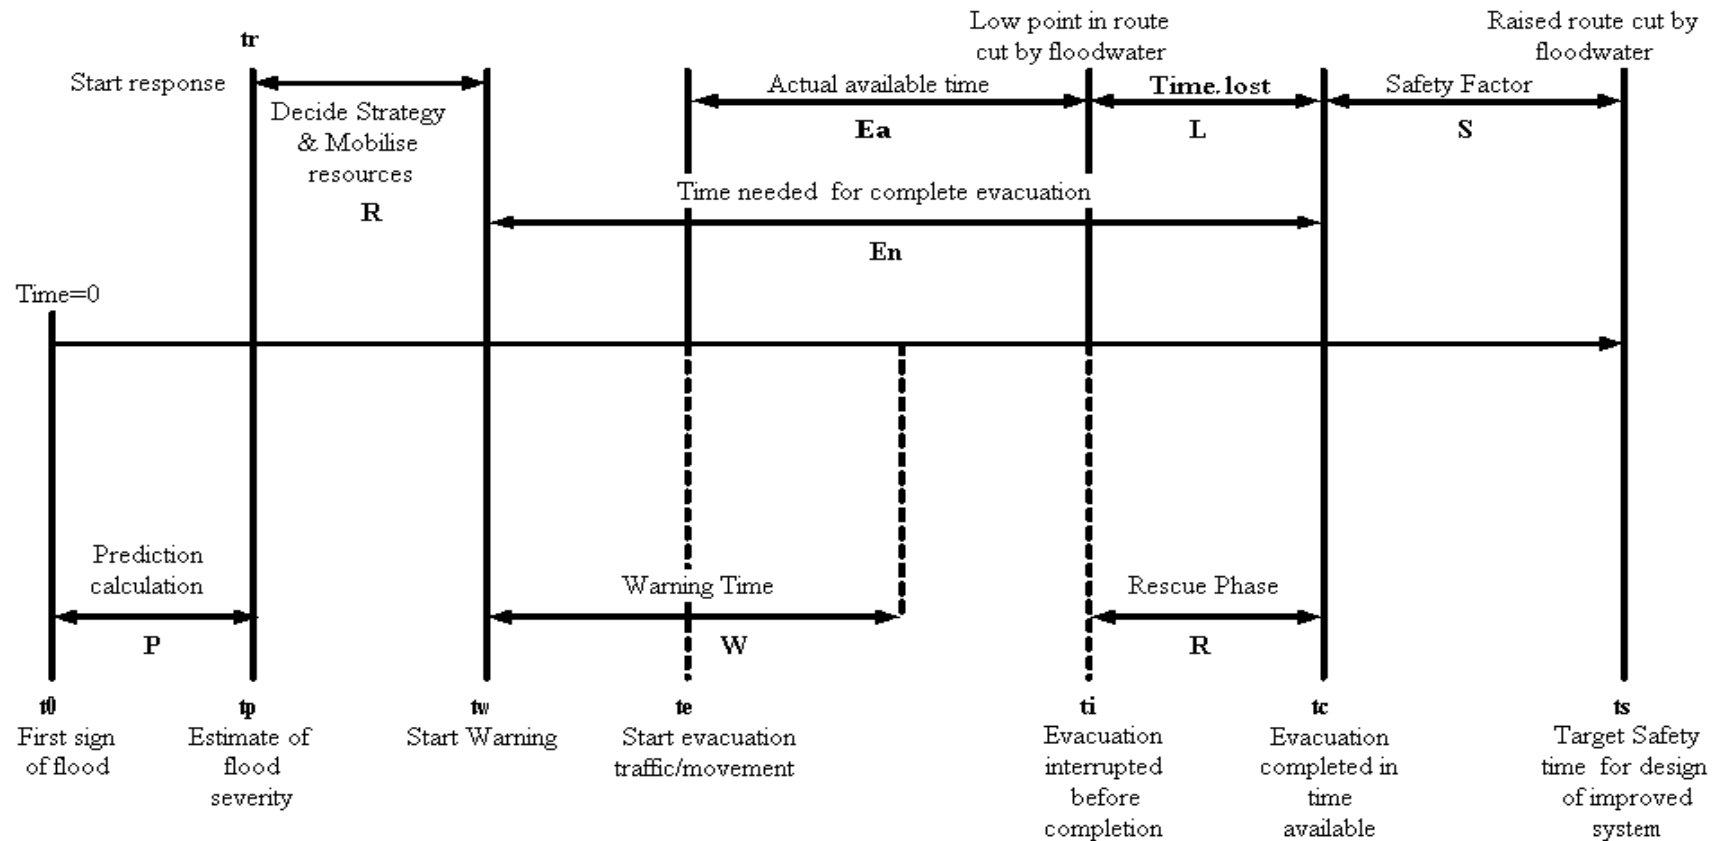 tr
Start response
Decide Strategy
& Mobilise
resources
R
Low point in route
cut by floodwater
Raised route cut by
floodwater
Actual available time
Ea
Time.lost
L
Safety Factor
S
Time needed for complete evacuation
En
Time=0
Prediction
calculation
P
Warning Time
W
Rescue Phase
R
t0
First sign
of flood
tp
Estimate of
flood
severity
tw
Start Warning
te
Start evacuation
traffic/movement
ti
Evacuation
interrupted
before
completion
tc
Evacuation
completed in
time
available
ts
Target Safety
time for design
of improved
system